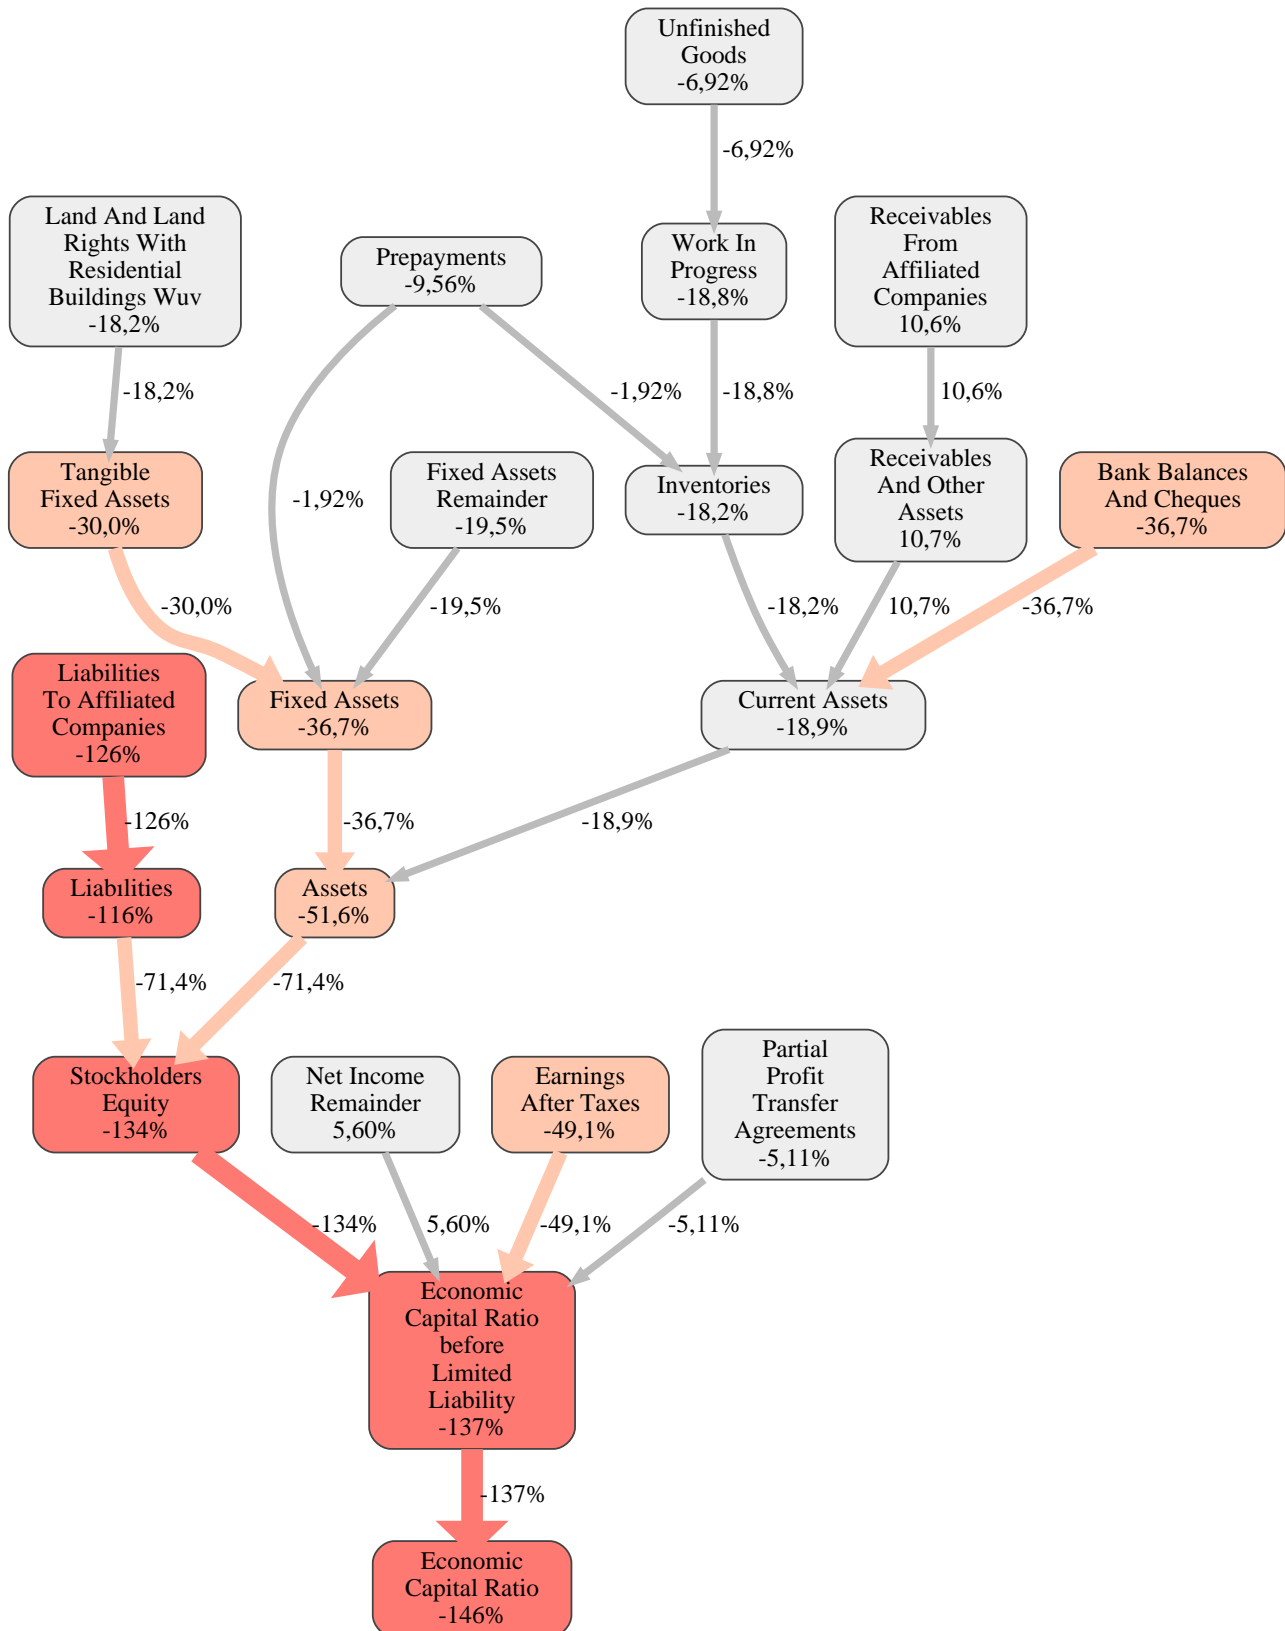 Unfinished
Goods
-6,92%
-6,92%
Land And Land
Rights With
Residential
Buildings Wuv
-18,2%
Prepayments
-9,56%
Work In
Progress
-18,8%
Receivables
From
Affiliated
Companies
10,6%
-18,2%
-1,92%
-18,8%
10,6%
Tangible
Fixed Assets
-30,0%
-1,92%
Fixed Assets
Remainder
-19,5%
Inventories
-18,2%
Receivables
And Other
Assets
10,7%
Bank Balances
And Cheques
-36,7%
-30,0%
-19,5%
-18,2%
10,7%
-36,7%
Liabilities
To Affiliated
Companies
-126%
Fixed Assets
-36,7%
Current Assets
-18,9%
-126%
-36,7%
-18,9%
Liabilities
-116%
Assets
-51,6%
-71,4%
-71,4%
Stockholders
Equity
-134%
Net Income
Remainder
5,60%
Earnings
After Taxes
-49,1%
Partial
Profit
Transfer
Agreements
-5,11%
-134%
5,60%
-49,1%
-5,11%
Economic
Capital Ratio
before
Limited
Liability
-137%
-137%
Economic
Capital Ratio
-146%